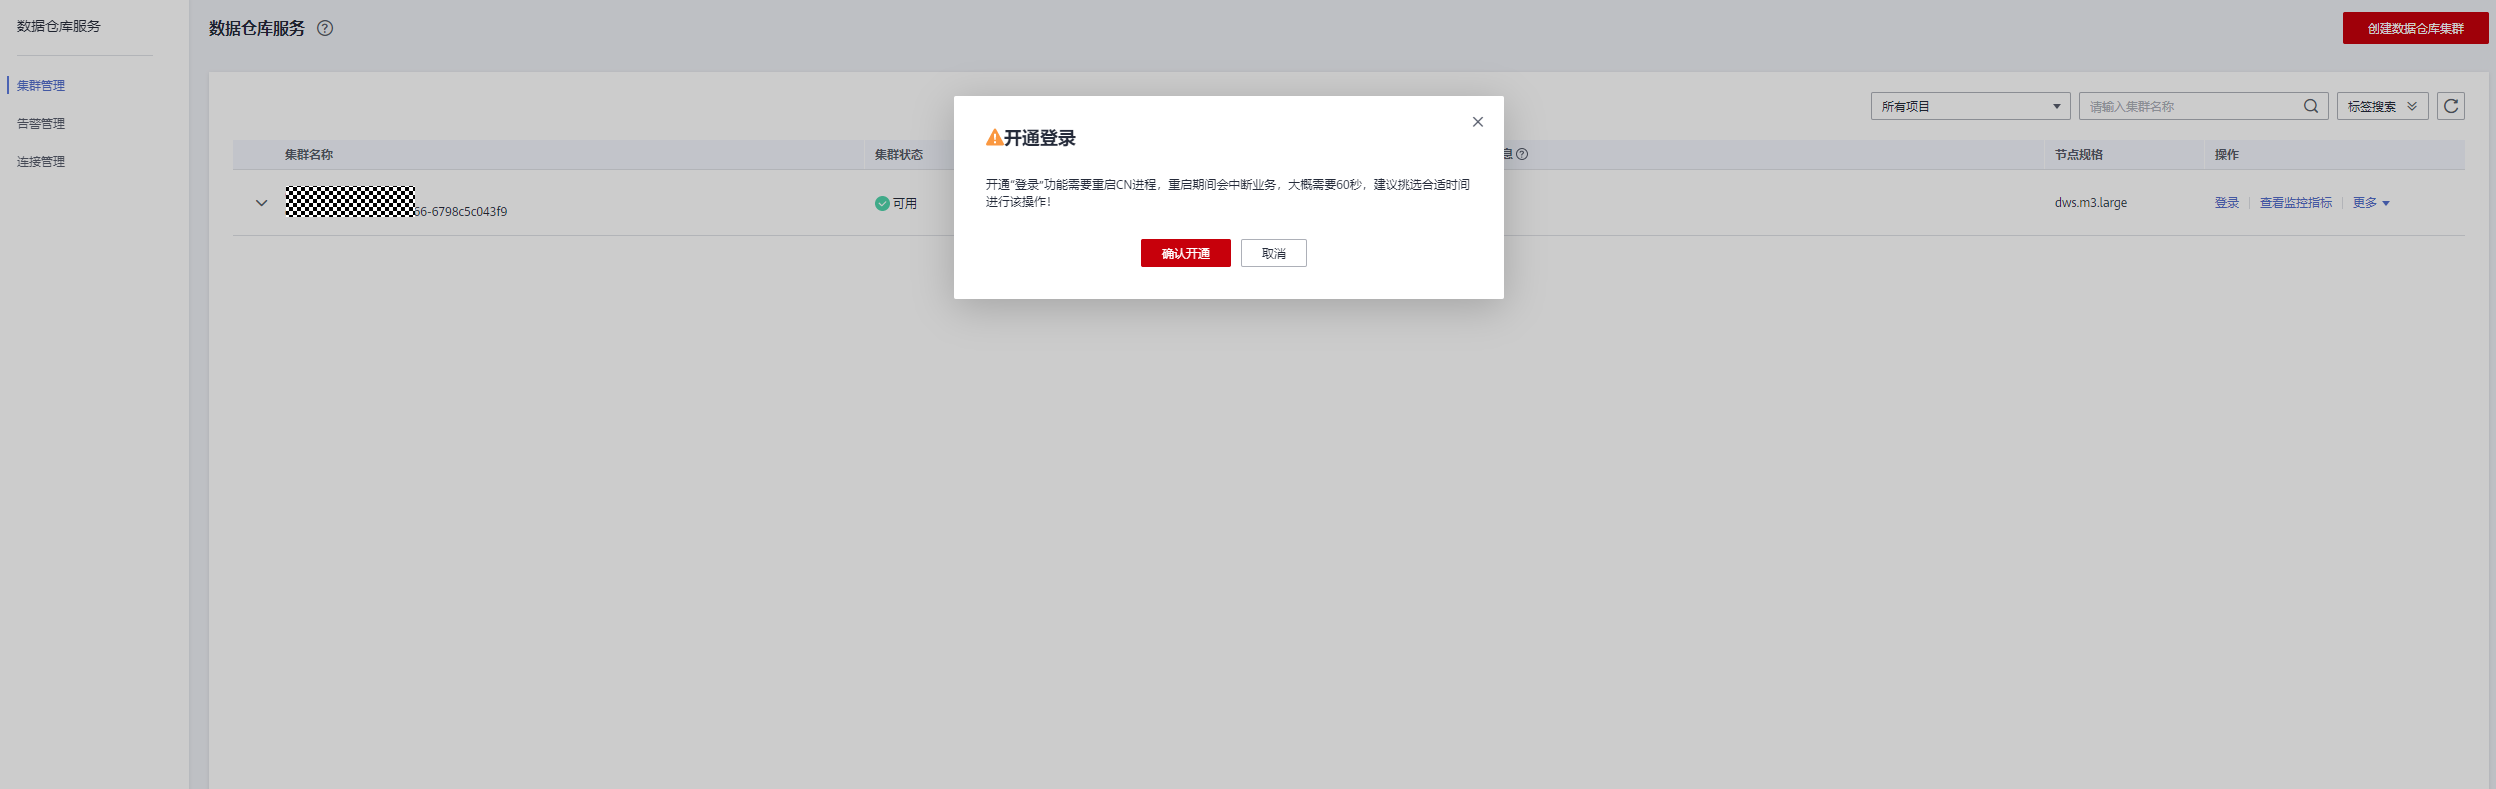 数据仓库服务
集群管理
告警管理
连接管理
数据仓库服务
创建数据仓库集群
所有项目
请输入集群名称
标签搜索
集群名称
集群状态
息
节点规格
操作
66-6798c5c043f9
可用
dws.m3.large
登录
查看监控指标
更多
开通登录
开通“登录”功能需要重启CN进程，重启期间会中断业务，大概需要60秒，建议挑选合适时间
进行该操作！
确认开通
取消